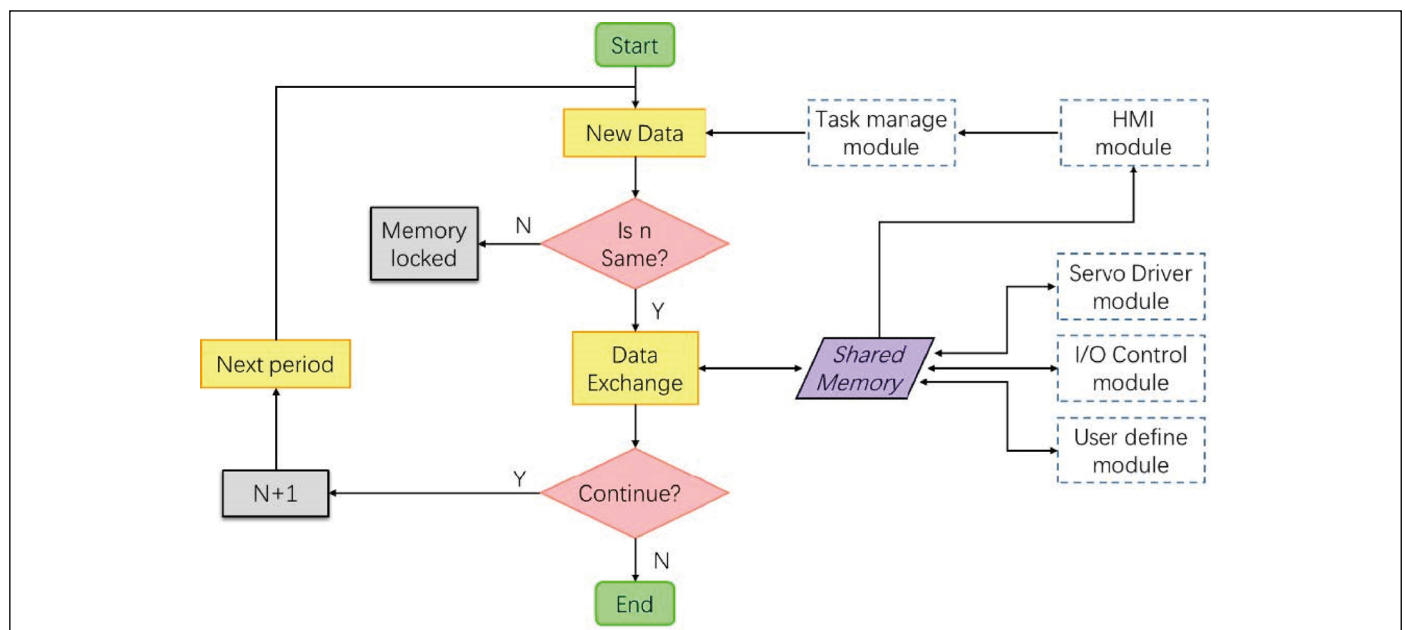 Start
New Data
Task manage
module
HMI
module
Memory
locked
N
Is n
Same?
Y
Servo Driver
module
Next period
Data
Exchange
Shared
Memory
I/O Control
module
User define
module
N+1
Y
Continue?
N
End